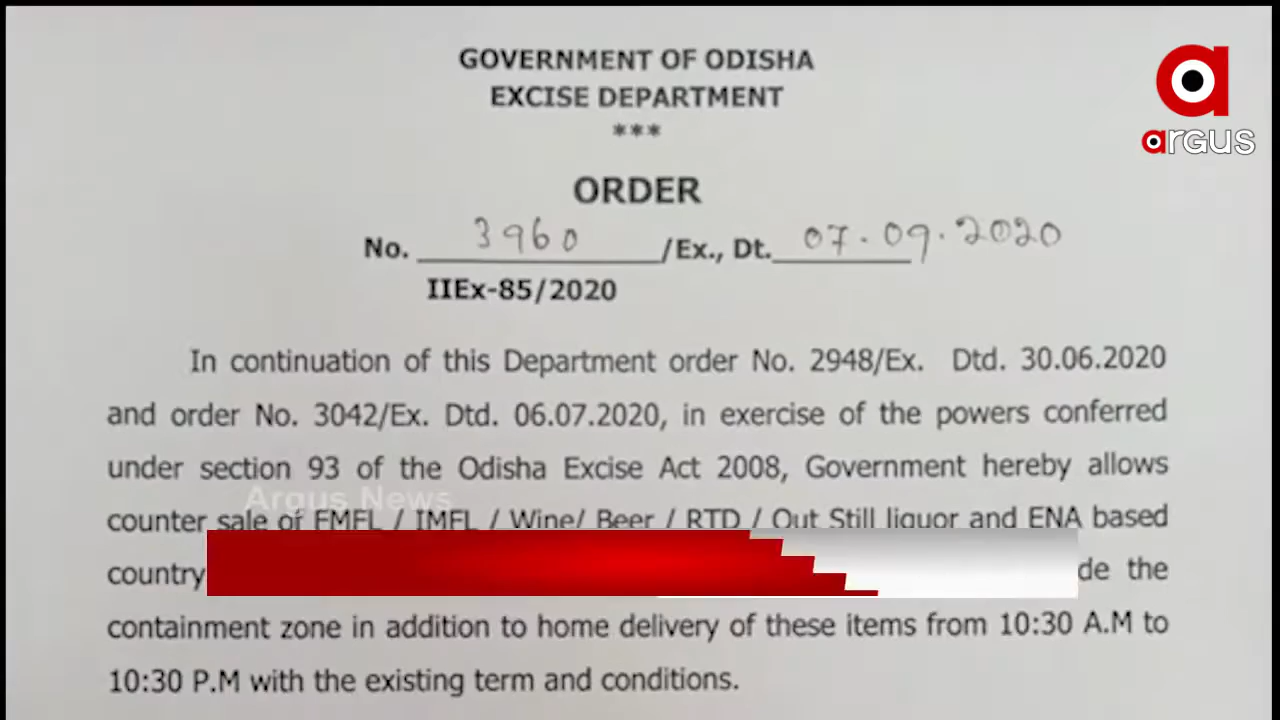 GOVERNMENT OF ODISHA
EXCISE DEPARTMENT
***
argus
ORDER
No. 3960 /Ex., Dt. 07.09.2020
IIEx-85/2020
In continuation of this Department order No. 2948/Ex. Dtd. 30.06.2020
and order No. 3042/Ex. Dtd. 06.07.2020, in exercise of the powers conferred
under section 93 of the Odisha Excise Act 2008, Government hereby allows
Argus News
counter sale of FMFL / IMFL / Wine/ Beer / RTD / Out Still liquor and ENA based
country de the
containment zone in addition to home delivery of these items from 10:30 A.M to
10:30 P.M with the existing term and conditions.